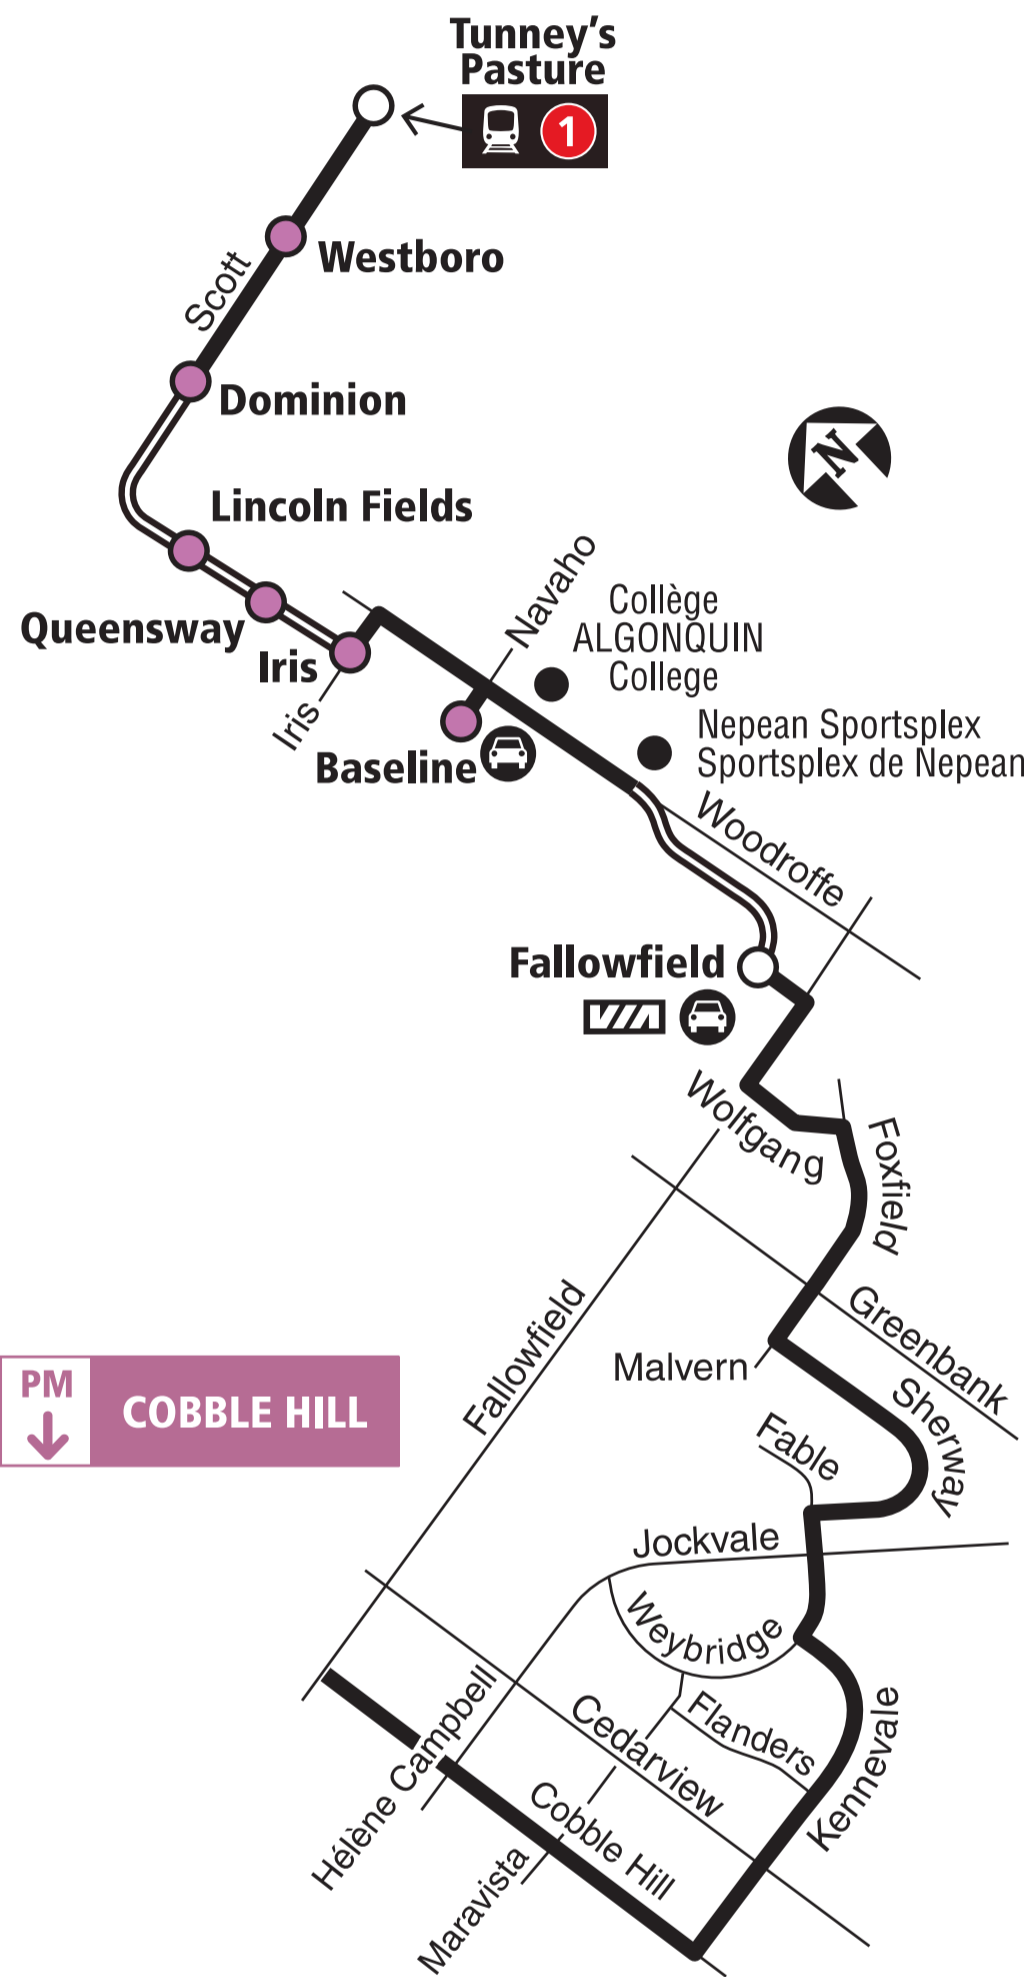 Tunney's
Pasture
1
Westboro
Scott
Dominion
N
Lincoln Fields
Navaho
Collège
ALGONQUIN
College
Queensway
Iris
Iris
Nepean Sportsplex
Sportsplex de Nepean
Baseline
Woodroffe
Fallowfield
VIA
Wolfgang
Foxfield
Fallowfield
Greenbank
Malvern
PM
COBBLE HILL
Sherway
Fable
Jockvale
Weybridge
Flanders
Kennevale
Cedarview
Hélène Campbell
Cobble Hill
Maravista